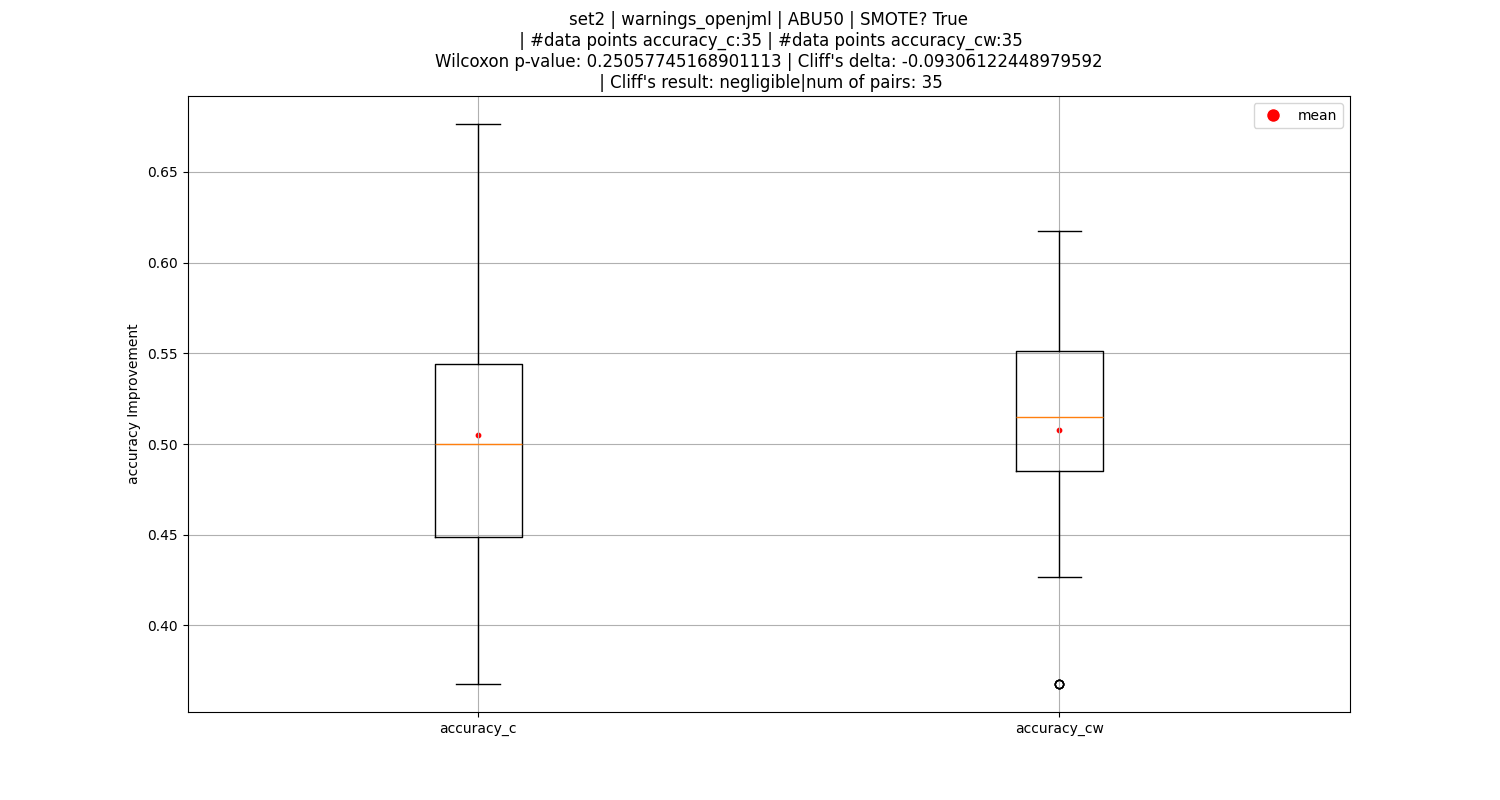 set2 | warnings_openjml | ABU50 | SMOTE? True
| #data points accuracy_c:35 | #data points accuracy_cw:35
Wilcoxon p-value: 0.25057745168901113 | Cliff's delta: -0.09306122448979592
| Cliff's result: negligible|num of pairs: 35
mean
0.65
0.60
0.55
0.50
0.45
0.40
accuracy Improvement
accuracy_c
accuracy_cw